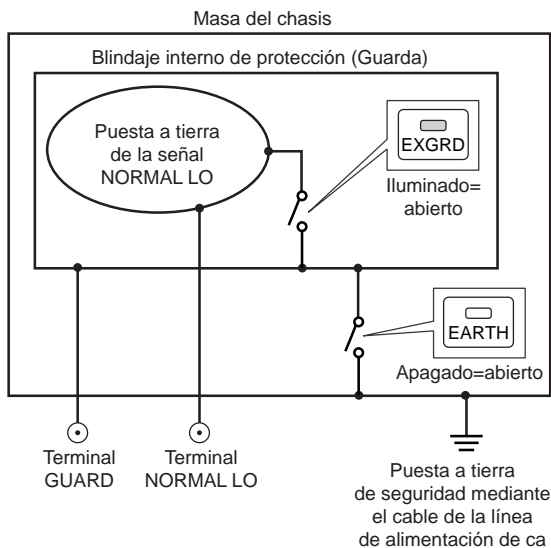 Masa del chasis
Blindaje interno de protección (Guarda)
Puesta a tierra
de la señal
NORMAL LO
EXGRD
Iluminado=
abierto
EARTH
Apagado=abierto
Terminal
GUARD
Terminal
NORMAL LO
Puesta a tierra
de seguridad mediante
el cable de la línea
de alimentación de ca